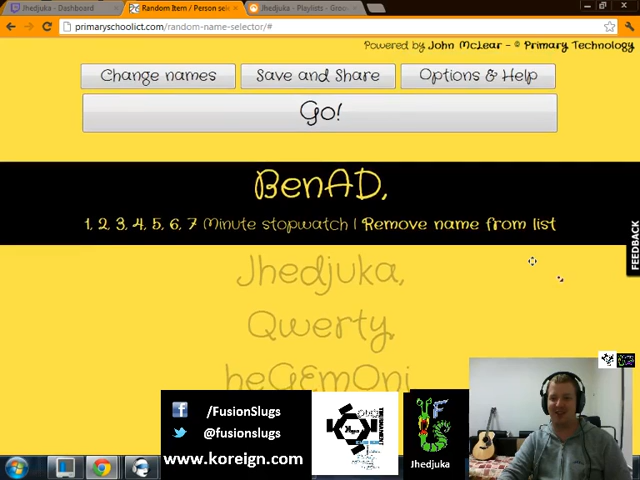 Jhedjuka - Dashboard
Random Item / Person sele
Jhedjuka - Playlists - Groo
primaryschoolict.com/random-name-selector/#
Powered by John McLear - © Primary Technology
Change names
Save and Share
Options & Help
Go!
BenAD,
1, 2, 3, 4, 5, 6, 7 Minute stopwatch | Remove name from list
FEEDBACK
Jhedjuka,
Qwerty,
heGEmOni
/FusionSlugs
@fusionslugs
www.koreign.com
Jhedjuka